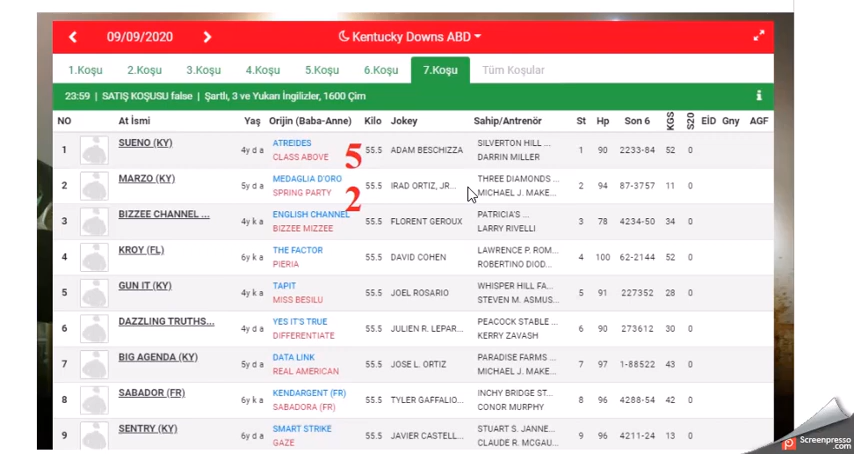 09/09/2020
Kentucky Downs ABD
1.Koşu 2.Koşu 3.Koşu 4.Koşu 5.Koşu 6.Koşu 7.Koşu Tüm Koşular
23:59 | SATIŞ KOŞUSU false | Şartlı, 3 ve Yukarı İngilizler, 1600 Çim
NO At İsmi Yaş Orijin (Baba-Anne) Kilo Jokey Sahip/Antrenör St Hp Son 6 KGS S20 EİD Gny AGF
1 SUENO (KY) 4y d a ATREIDES 55.5 ADAM BESCHIZZA SILVERTON HILL ... 1 90 2233-84 52 0
CLASS ABOVE DARRIN MILLER
5
2 MARZO (KY) 5y d a MEDAGLIA D'ORO 55.5 IRAD ORTIZ, JR... THREE DIAMONDS ... 2 94 87-3757 11 0
SPRING PARTY MICHAEL J. MAKE...
2
3 BIZZEE CHANNEL ... 4y k a ENGLISH CHANNEL 55.5 FLORENT GEROUX PATRICIA'S ... 3 78 4234-50 34 0
BIZZEE MIZZEE LARRY RIVELLI
4 KROY (FL) 6y k a THE FACTOR 55.5 DAVID COHEN LAWRENCE P. ROM... 4 100 62-2144 52 0
PIERIA ROBERTINO DIOD...
5 GUN IT (KY) 4y k a TAPIT 55.5 JOEL ROSARIO WHISPER HILL FA... 5 91 227352 28 0
MISS BESILU STEVEN M. ASMUS...
6 DAZZLING TRUTHS... 4y d a YES IT'S TRUE 55.5 JULIEN R. LEPAR... PEACOCK STABLE ... 6 90 273612 30 0
DIFFERENTIATE KERRY ZAVASH
7 BIG AGENDA (KY) 5y d a DATA LINK 55.5 JOSE L. ORTIZ PARADISE FARMS ... 7 97 1-88522 43 0
REAL AMERICAN MICHAEL J. MAKE...
8 SABADOR (FR) 6y k a KENDARGENT (FR) 55.5 TYLER GAFFALIO... INCHY BRIDGE ST... 8 96 4288-54 42 0
SABADORA (FR) CONOR MURPHY
9 SENTRY (KY) 6y d a SMART STRIKE 55.5 JAVIER CASTELL... STUART S. JANNE... 9 96 4211-24 13 0
GAZE CLAUDE R. MCGAU...
Screenpresso
.com